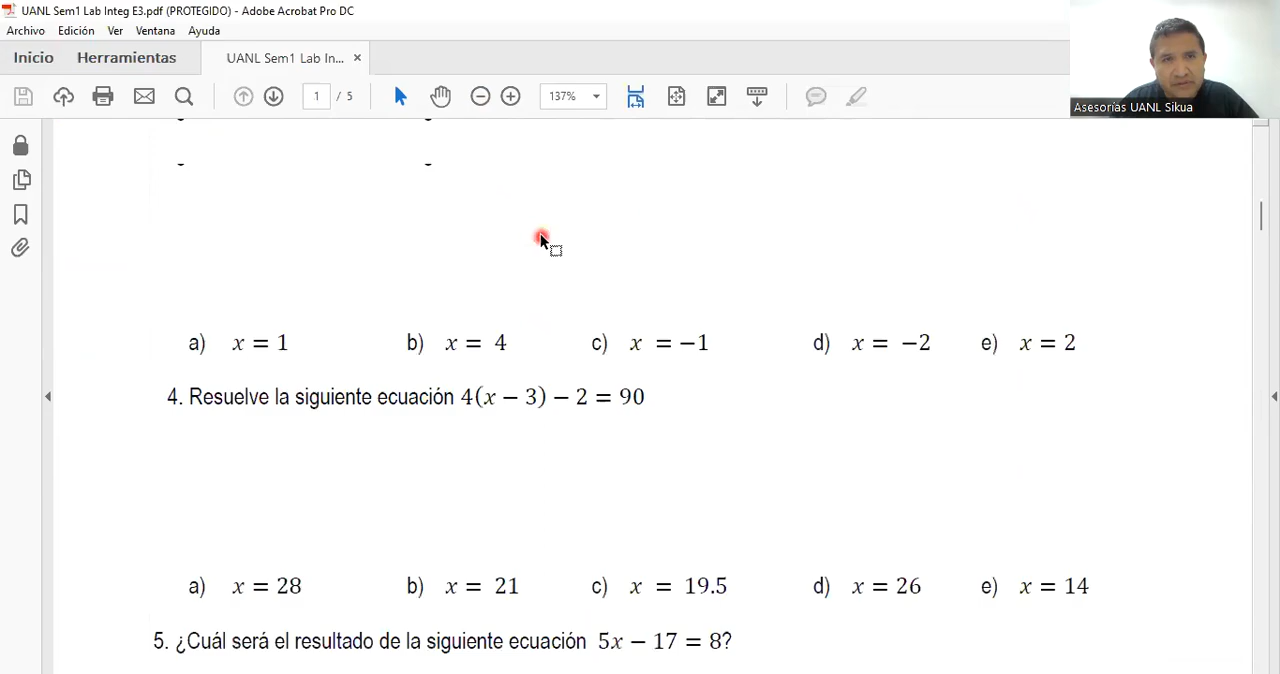 UANL Sem1 Lab Integ E3.pdf (PROTEGIDO) - Adobe Acrobat Pro DC
Archivo Edición Ver Ventana Ayuda
Inicio Herramientas UANL Sem1 Lab In... ×
1 / 5 137%
Asesorías UANL Sikua
a) x = 1 b) x = 4 c) x = −1 d) x = −2 e) x = 2
4. Resuelve la siguiente ecuación 4(x − 3) − 2 = 90
a) x = 28 b) x = 21 c) x = 19.5 d) x = 26 e) x = 14
5. ¿Cuál será el resultado de la siguiente ecuación 5x − 17 = 8?